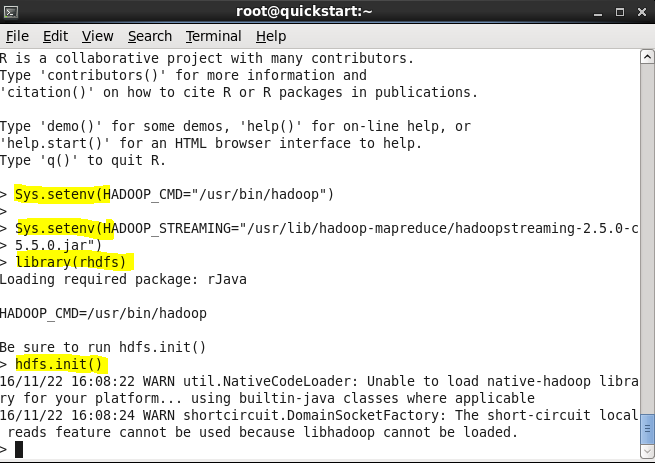 root@quickstart:~
File Edit View Search Terminal Help
R is a collaborative project with many contributors.
Type 'contributors()' for more information and
'citation()' on how to cite R or R packages in publications.
Type 'demo()' for some demos, 'help()' for on-line help, or
'help.start()' for an HTML browser interface to help.
Type 'q()' to quit R.
> Sys.setenv(HADOOP_CMD="/usr/bin/hadoop")
>
> Sys.setenv(HADOOP_STREAMING="/usr/lib/hadoop-mapreduce/hadoopstreaming-2.5.0-c
> 5.5.0.jar")
> library(rhdfs)
Loading required package: rJava
HADOOP_CMD=/usr/bin/hadoop
Be sure to run hdfs.init()
> hdfs.init()
16/11/22 16:08:22 WARN util.NativeCodeLoader: Unable to load native-hadoop libra
ry for your platform... using builtin-java classes where applicable
16/11/22 16:08:24 WARN shortcircuit.DomainSocketFactory: The short-circuit local
reads feature cannot be used because libhadoop cannot be loaded.
>